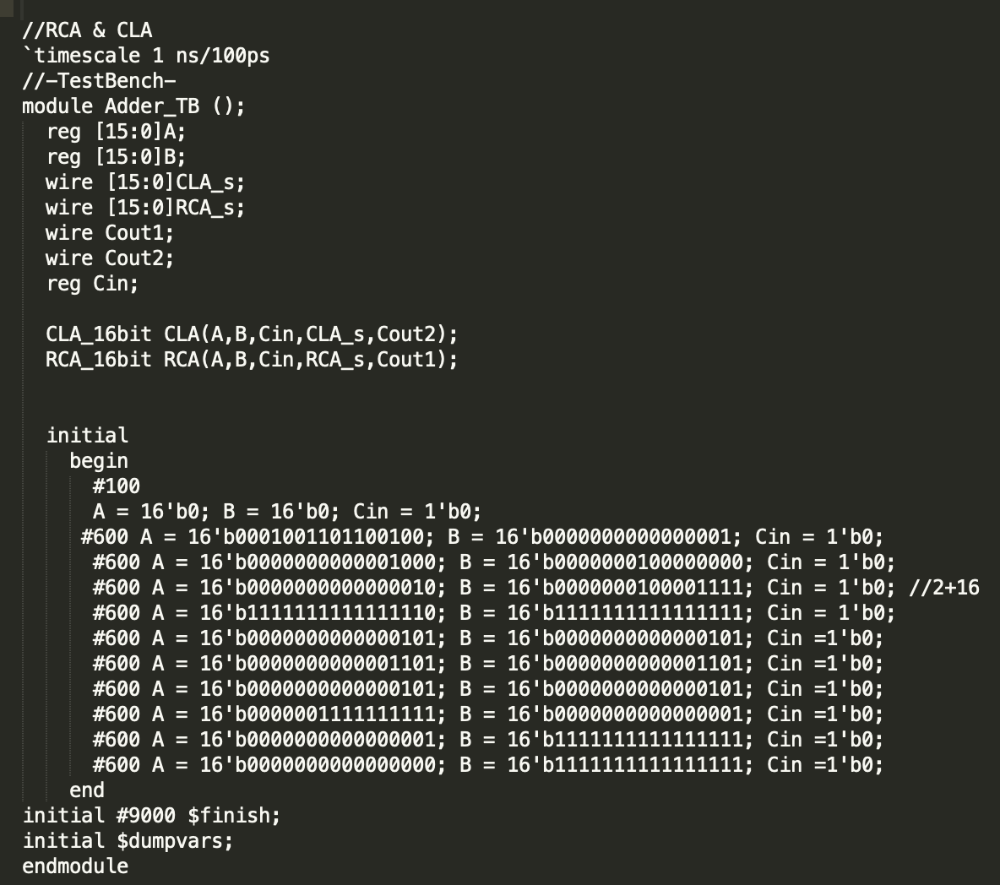 //RCA & CLA
`timescale 1 ns/100ps
//-TestBench-
module Adder_TB ();
reg [15:0]A;
reg [15:0]B;
wire [15:0]CLA_s;
wire [15:0]RCA_s;
wire Cout1;
wire Cout2;
reg Cin;
CLA_16bit CLA(A,B,Cin,CLA_s,Cout2);
RCA_16bit RCA(A,B,Cin,RCA_s,Cout1);
initial
begin
#100
A = 16'b0; B = 16'b0; Cin = 1'b0;
#600 A = 16'b0001001101100100; B = 16'b0000000000000001; Cin = 1'b0;
#600 A = 16'b0000000000001000; B = 16'b0000000100000000; Cin = 1'b0;
#600 A = 16'b0000000000000010; B = 16'b0000000100001111; Cin = 1'b0; //2+16
#600 A = 16'b1111111111111110; B = 16'b1111111111111111; Cin = 1'b0;
#600 A = 16'b0000000000000101; B = 16'b0000000000000101; Cin =1'b0;
#600 A = 16'b0000000000001101; B = 16'b0000000000001101; Cin =1'b0;
#600 A = 16'b0000000000000101; B = 16'b0000000000000101; Cin =1'b0;
#600 A = 16'b0000001111111111; B = 16'b0000000000000001; Cin =1'b0;
#600 A = 16'b0000000000000001; B = 16'b1111111111111111; Cin =1'b0;
#600 A = 16'b0000000000000000; B = 16'b1111111111111111; Cin =1'b0;
end
initial #9000 $finish;
initial $dumpvars;
endmodule